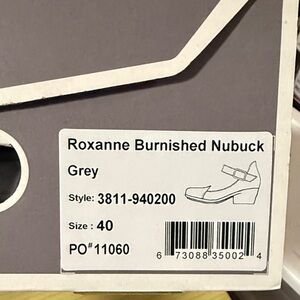 Roxanne Burnished Nubuck
Grey
Style: 3811-940200
Size : 40
PO#11060
6 73088 35002 4